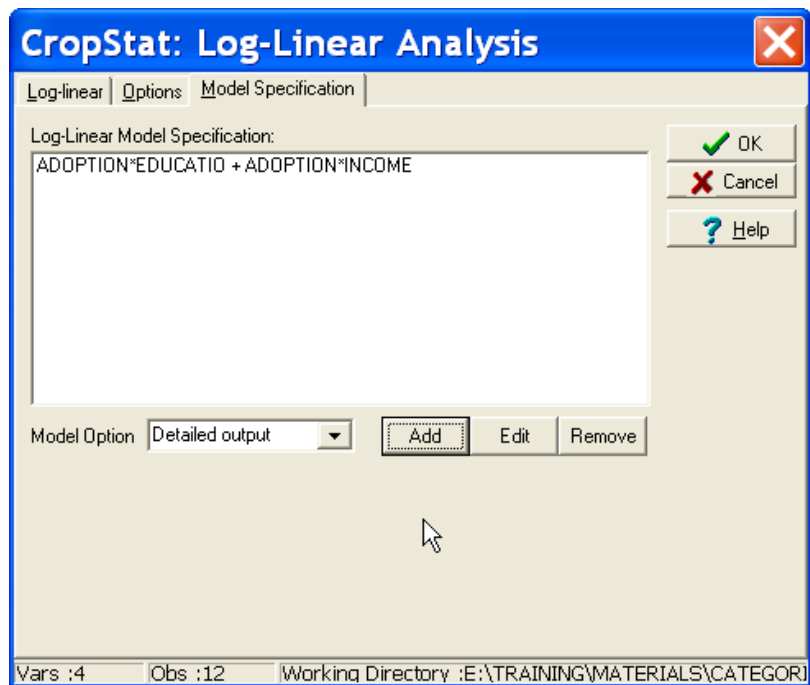 CropStat: Log-Linear Analysis
Log-linear Options Model Specification
Log-Linear Model Specification:
ADOPTION*EDUCATIO + ADOPTION*INCOME
OK
Cancel
Help
Model Option Detailed output Add Edit Remove
Vars :4 Obs :12 Working Directory :E:\TRAINING\MATERIALS\CATEGORI